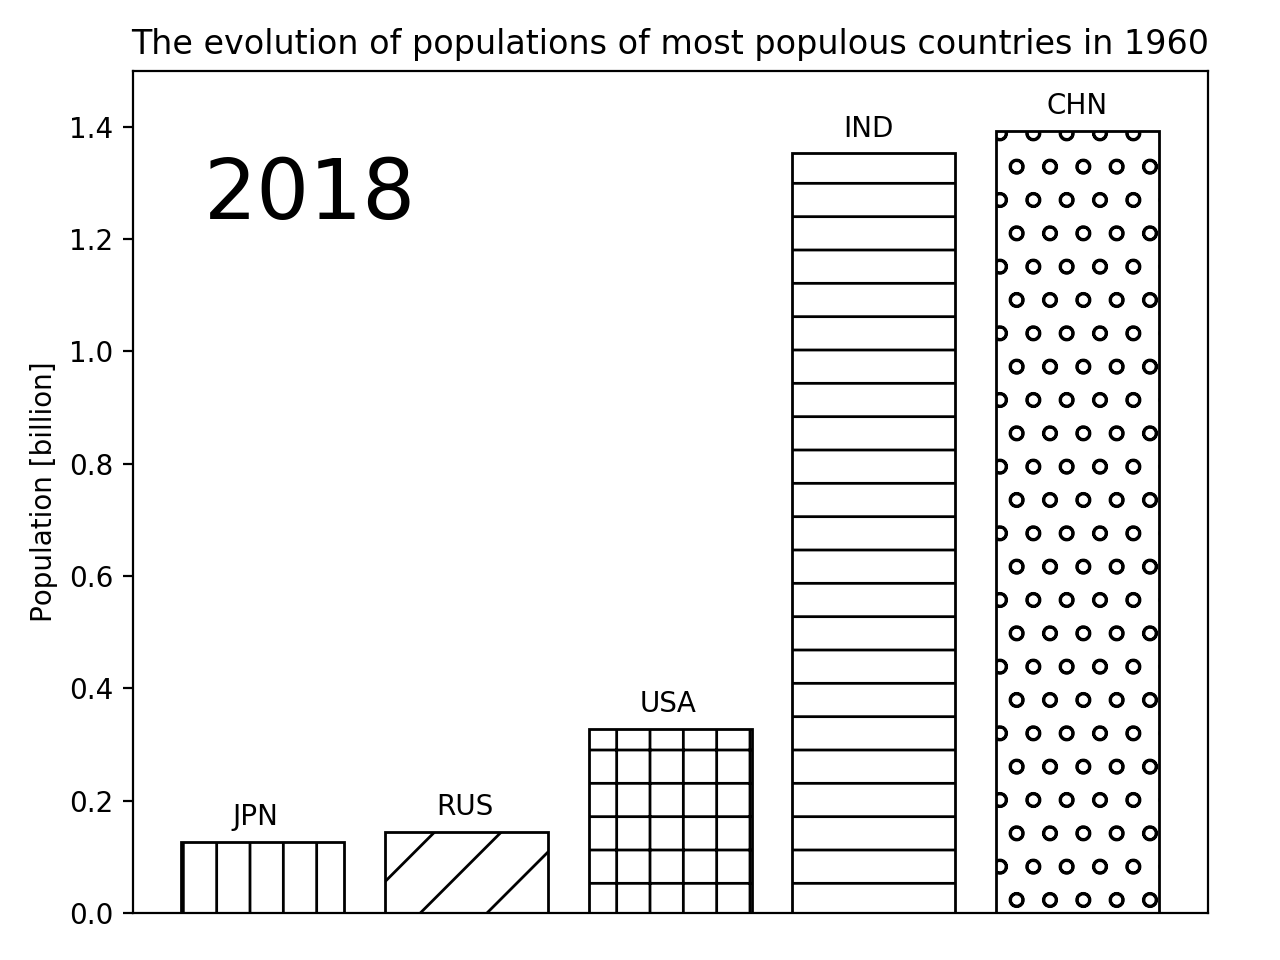 The evolution of populations of most populous countries in 1960
2018
Population [billion]
1.4
1.2
1.0
0.8
0.6
0.4
0.2
0.0
JPN
RUS
USA
IND
CHN